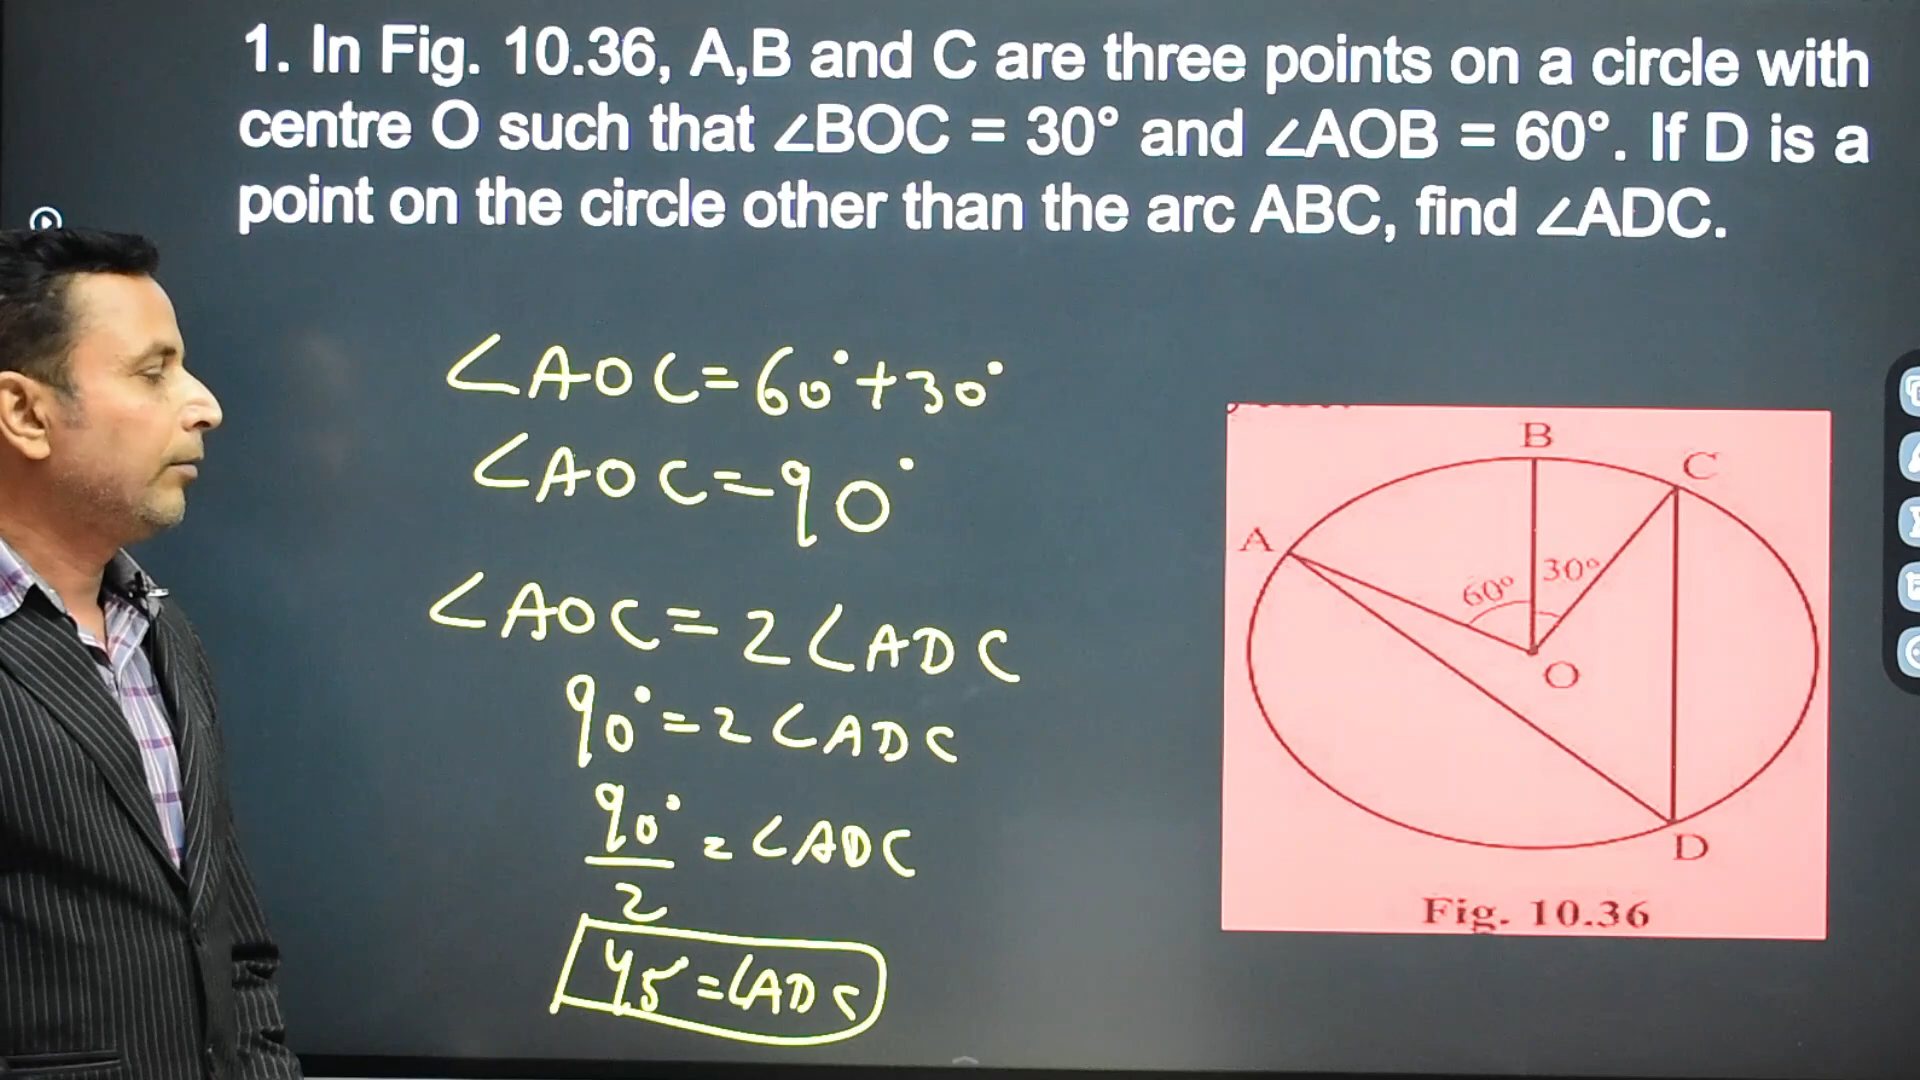 1. In Fig. 10.36, A,B and C are three points on a circle with
centre O such that ∠BOC = 30° and ∠AOB = 60°. If D is a
point on the circle other than the arc ABC, find ∠ADC.
∠AOC=60°+30°
∠AOC=90°
∠AOC=2∠ADC
90°=2∠ADC
90°/2=∠ADC
45=∠ADC
B
C
A
60°
30°
O
D
Fig. 10.36